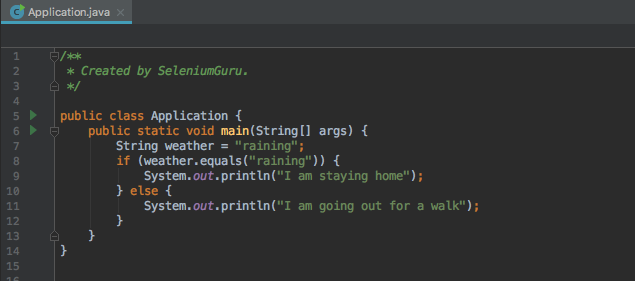 Application.java
1 /**
2  * Created by SeleniumGuru.
3  */
4
5 public class Application {
6     public static void main(String[] args) {
7         String weather = "raining";
8         if (weather.equals("raining")) {
9             System.out.println("I am staying home");
10         } else {
11             System.out.println("I am going out for a walk");
12         }
13     }
14 }
15
16